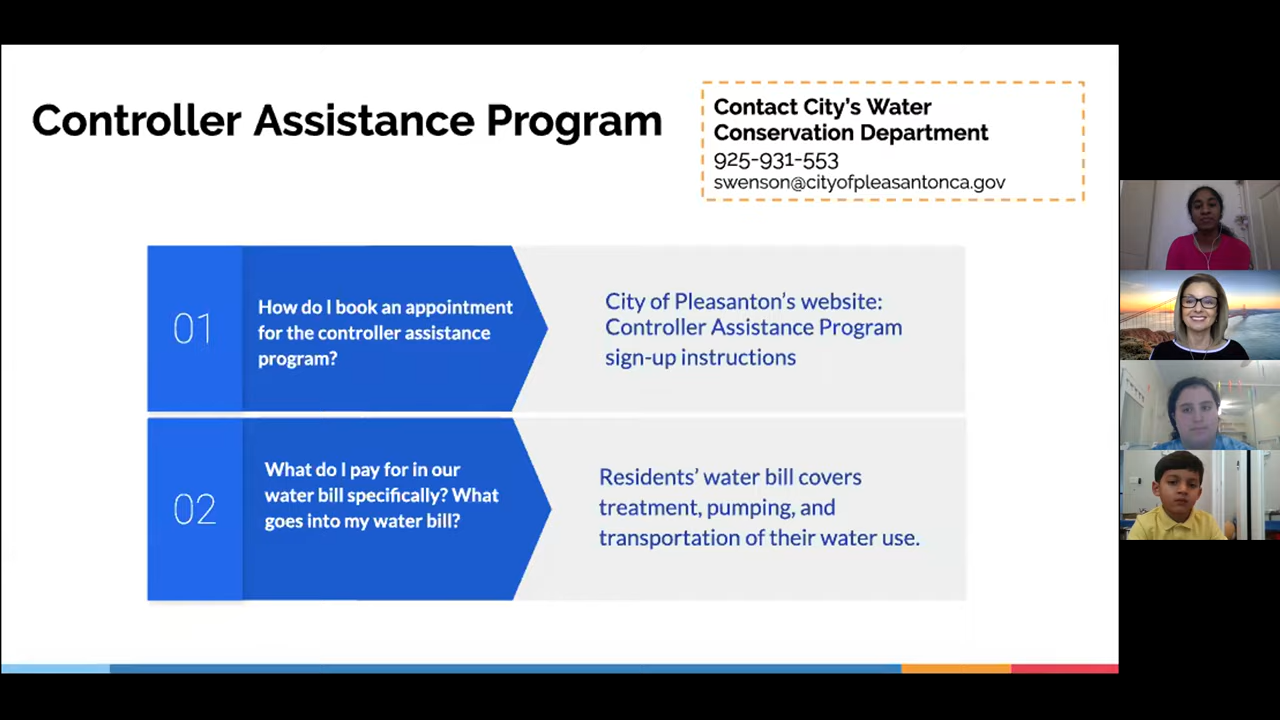 Controller Assistance Program
Contact City's Water
Conservation Department
925-931-553
swenson@cityofpleasantonca.gov
01
How do I book an appointment
for the controller assistance
program?
City of Pleasanton's website:
Controller Assistance Program
sign-up instructions
02
What do I pay for in our
water bill specifically? What
goes into my water bill?
Residents' water bill covers
treatment, pumping, and
transportation of their water use.